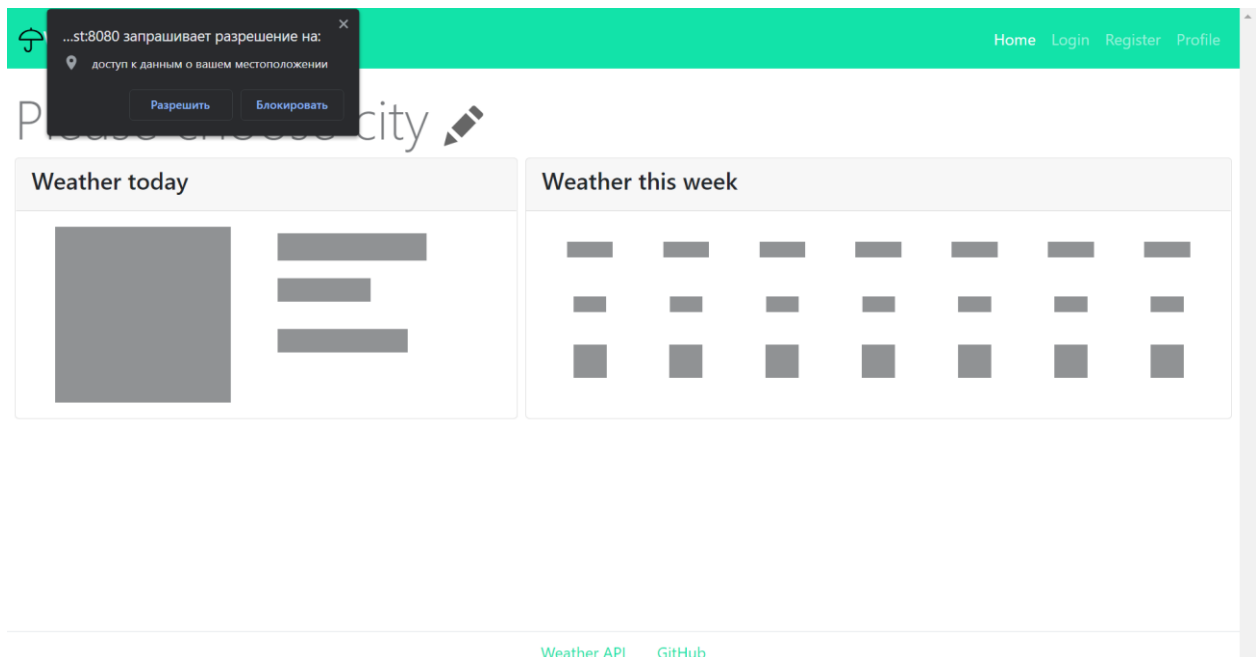 ...st:8080 запрашивает разрешение на:
доступ к данным о вашем местоположении
Разрешить Блокировать
Home Login Register Profile
city
Weather today
Weather this week
Weather API GitHub